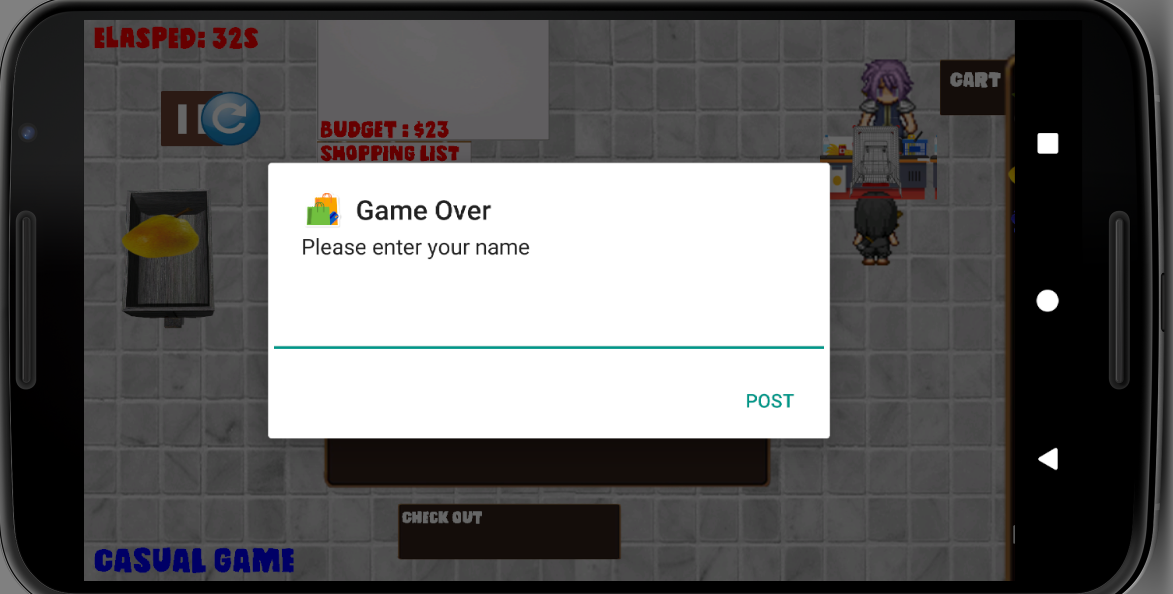 ELASPED: 32S
CART
BUDGET : $23
SHOPPING LIST
Game Over
Please enter your name
POST
CHECK OUT
CASUAL GAME